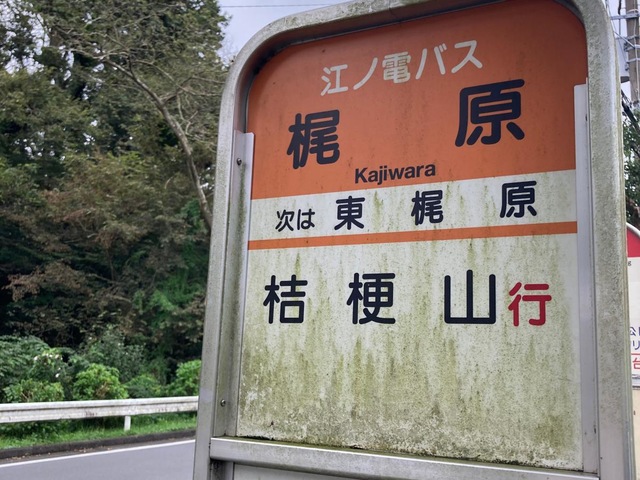 江ノ電バス
梶原
Kajiwara
次は 東梶原
桔梗山行